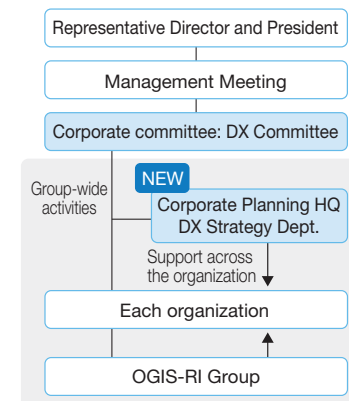 Representative Director and President
Management Meeting
Corporate committee: DX Committee
NEW
Group-wide
activities
Corporate Planning HQ
DX Strategy Dept.
Support across
the organization
Each organization
OGIS-RI Group